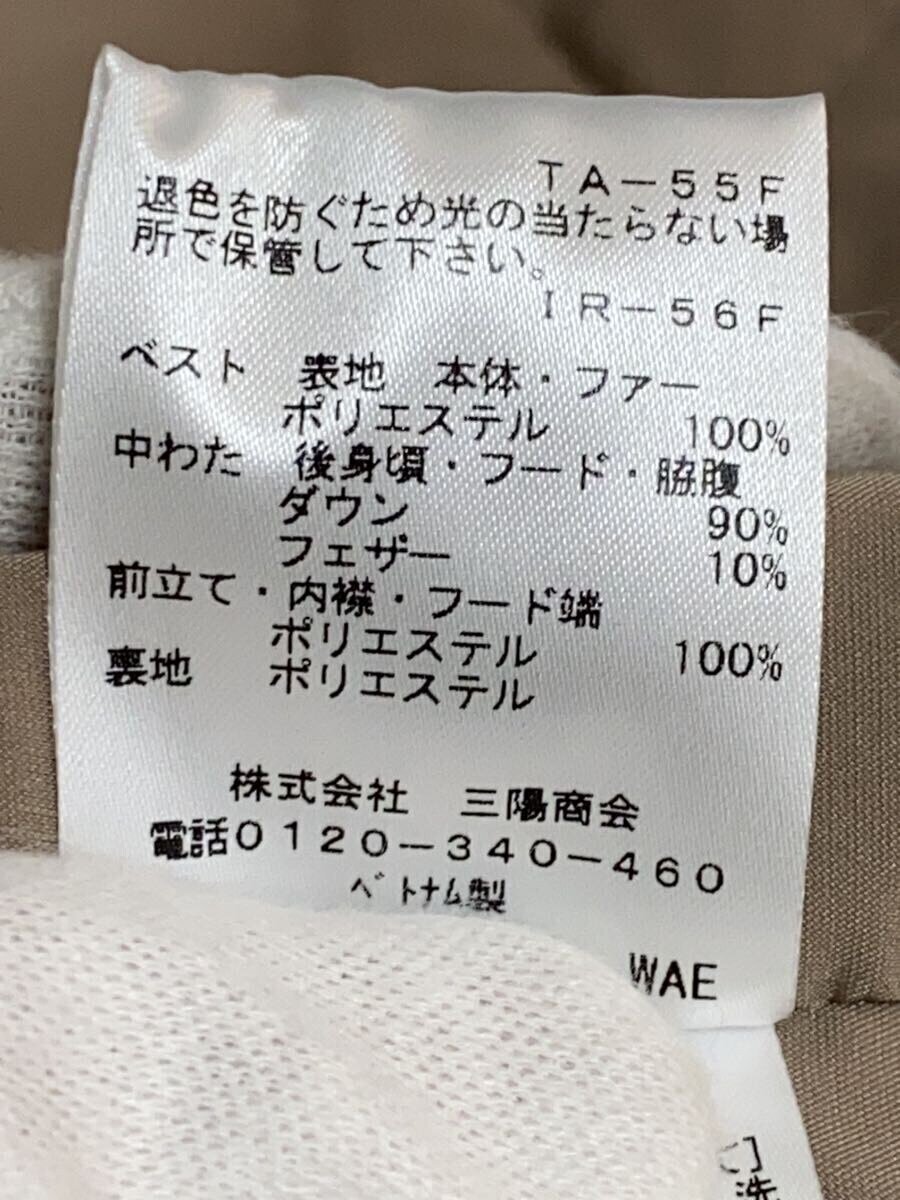 TA-55F
退色を防ぐため光の当たらない場
所で保管して下さい。
IR-56F
ベスト 表地 本体・ファー
ポリエステル 100%
中わた 後身頃・フード・脇腹
ダウン 90%
フェザー 10%
前立て・内襟・フード端
ポリエステル 100%
裏地 ポリエステル
株式会社 三陽商会
電話0120-340-460
ベトナム製
WAE
て]
洗